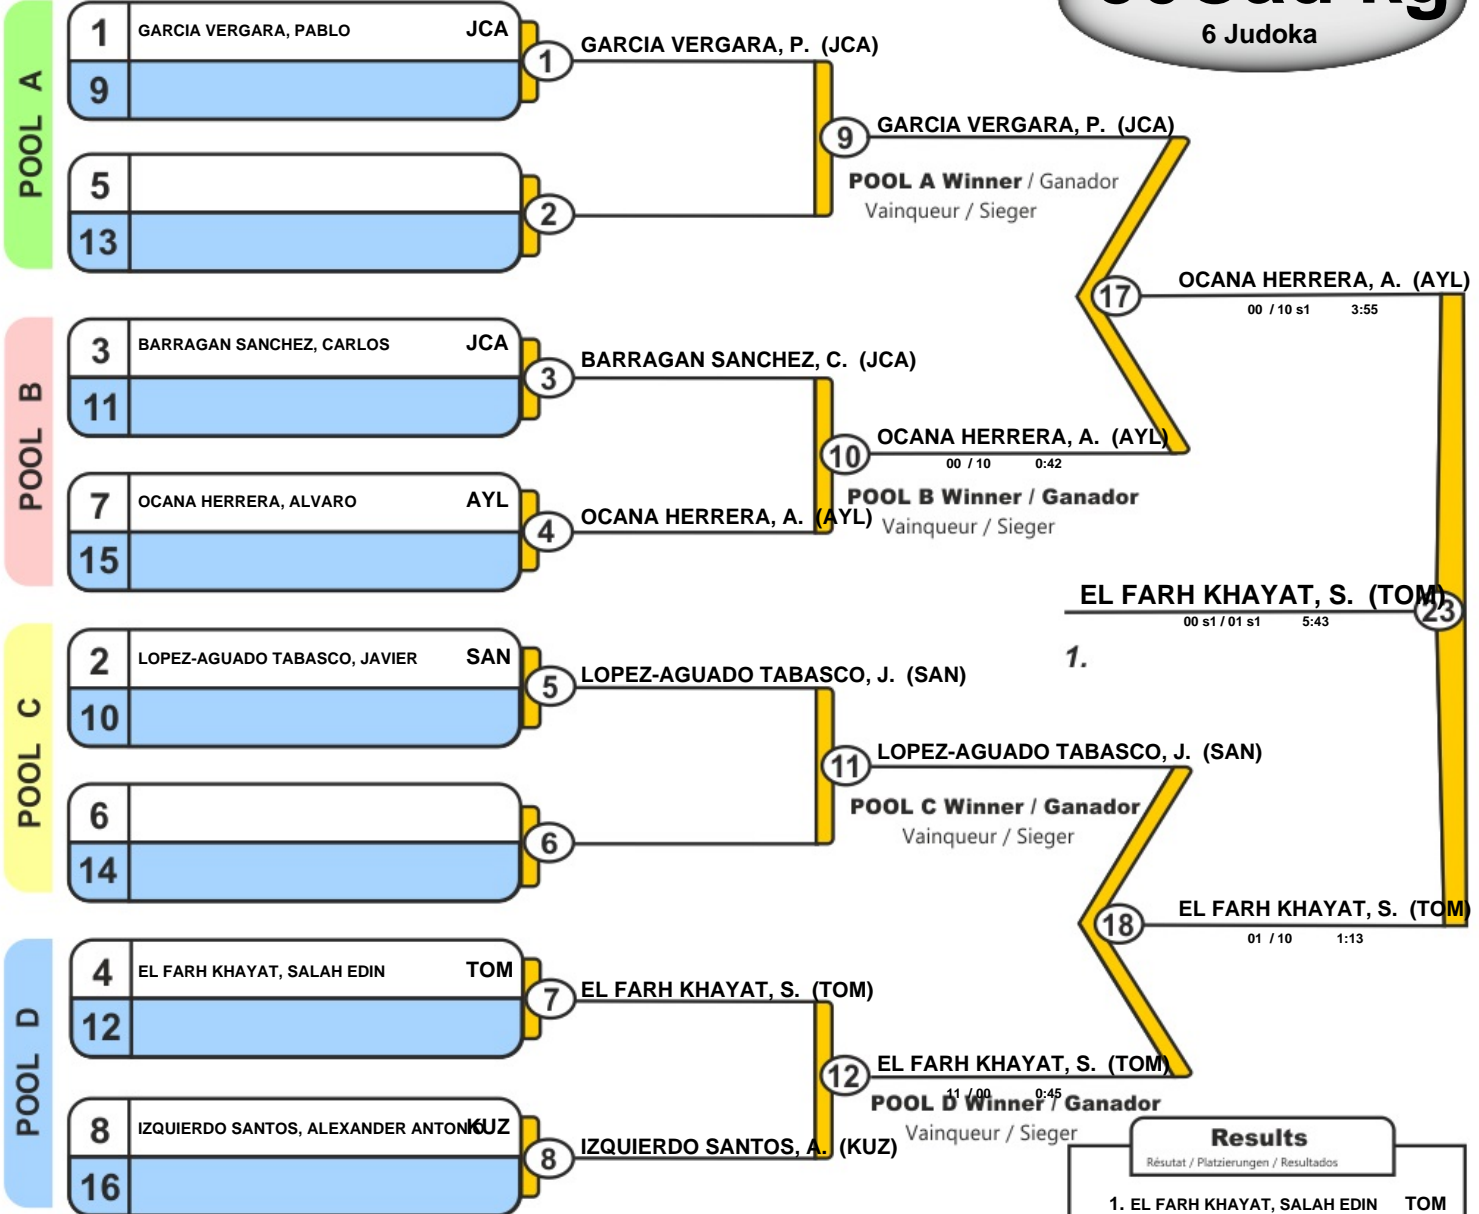 6 Judoka
POOL A
1 GARCIA VERGARA, PABLO JCA
9
5
13
1 GARCIA VERGARA, P. (JCA)
2
9 GARCIA VERGARA, P. (JCA)
POOL A Winner / Ganador
Vainqueur / Sieger
POOL B
3 BARRAGAN SANCHEZ, CARLOS JCA
11
7 OCANA HERRERA, ALVARO AYL
15
3 BARRAGAN SANCHEZ, C. (JCA)
4 OCANA HERRERA, A. (AYL)
10 OCANA HERRERA, A. (AYL)
00 / 10 0:42
POOL B Winner / Ganador
Vainqueur / Sieger
17 OCANA HERRERA, A. (AYL)
00 / 10 s1 3:55
EL FARH KHAYAT, S. (TOM) 23
00 s1 / 01 s1 5:43
1.
POOL C
2 LOPEZ-AGUADO TABASCO, JAVIER SAN
10
6
14
5 LOPEZ-AGUADO TABASCO, J. (SAN)
6
11 LOPEZ-AGUADO TABASCO, J. (SAN)
POOL C Winner / Ganador
Vainqueur / Sieger
POOL D
4 EL FARH KHAYAT, SALAH EDIN TOM
12
8 IZQUIERDO SANTOS, ALEXANDER ANTONIO KUZ
16
7 EL FARH KHAYAT, S. (TOM)
8 IZQUIERDO SANTOS, A. (KUZ)
12 EL FARH KHAYAT, S. (TOM)
11 / 00 0:45
POOL D Winner / Ganador
Vainqueur / Sieger
18 EL FARH KHAYAT, S. (TOM)
01 / 10 1:13
Results
Résutat / Platzierungen / Resultados
1. EL FARH KHAYAT, SALAH EDIN TOM